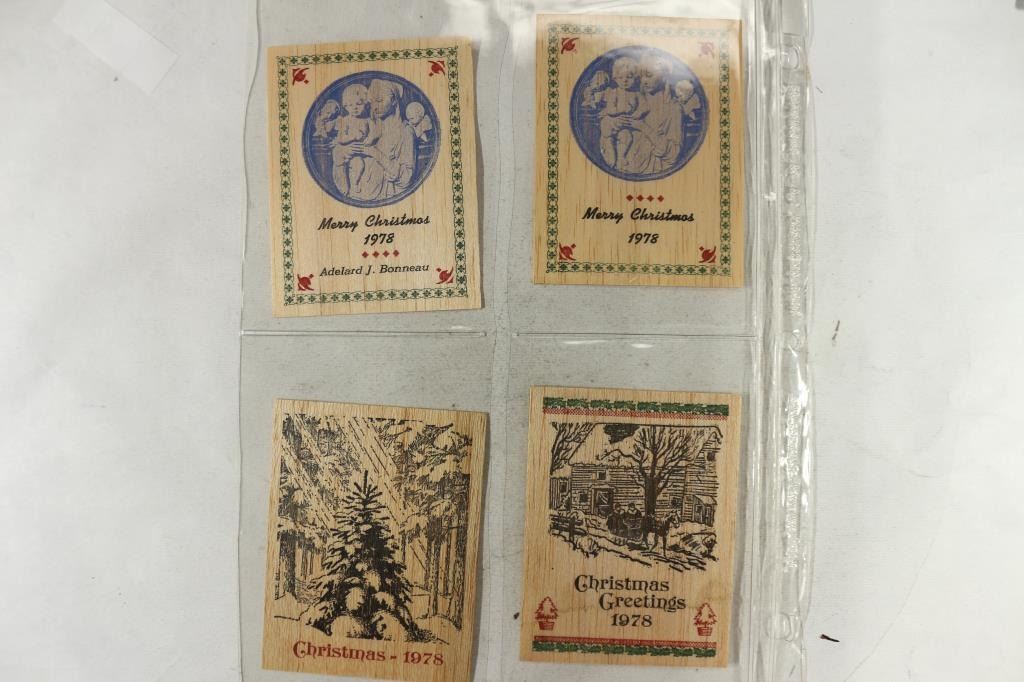 Merry Christmas
1978
Adelard J. Bonneau
Merry Christmas
1978
Christmas - 1978
Christmas
Greetings
1978